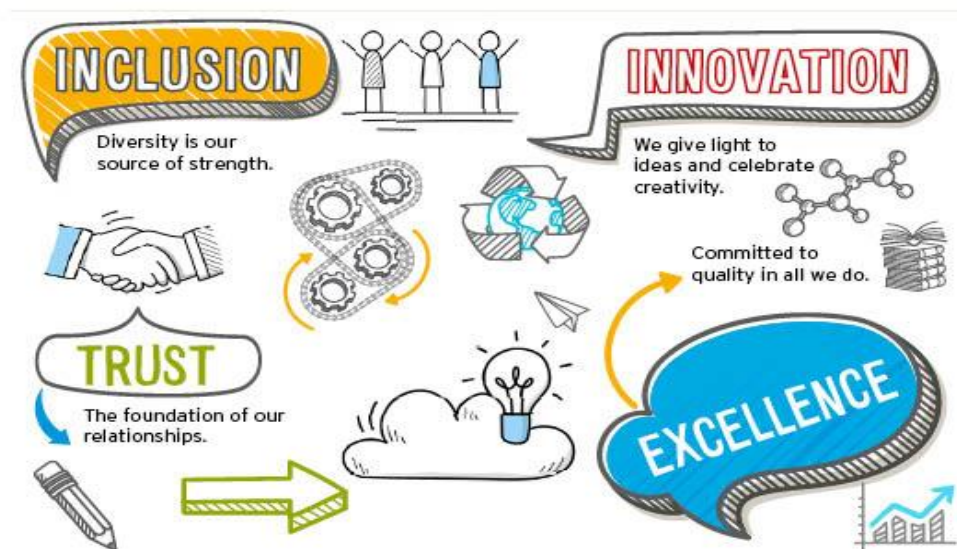 INCLUSION
Diversity is our
source of strength.
INNOVATION
We give light to
ideas and celebrate
creativity.
Committed to
quality in all we do.
TRUST
The foundation of our
relationships.
EXCELLENCE